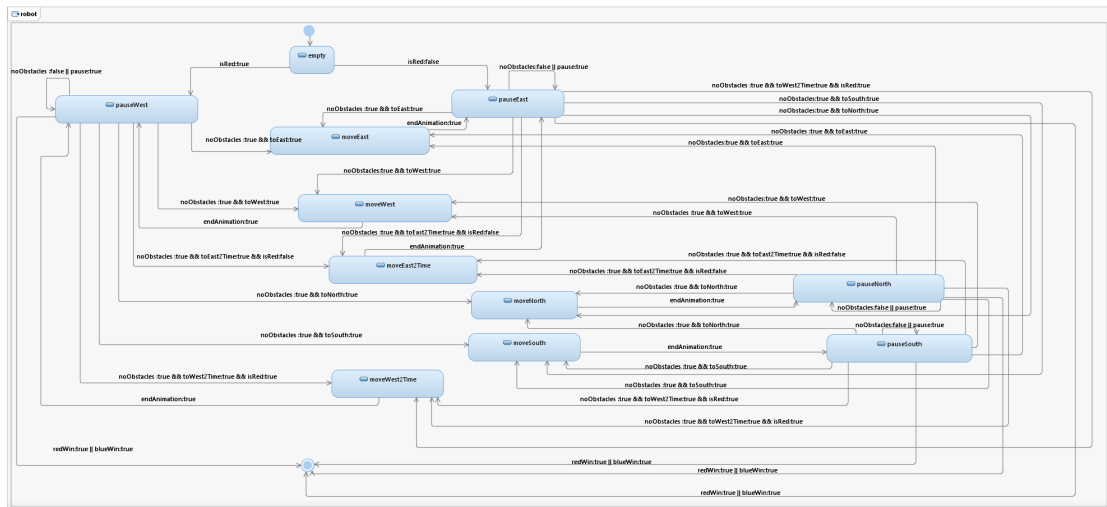 robot
empty
isRed:true
isRed:false
noObstacles :false || pause:true
noObstacles:false || pause:true
noObstacles :true && toWest2Time:true && isRed:true
pauseWest
pauseEast
noObstacles:true && toSouth:true
noObstacles :true && toEast:true
noObstacles:true && toNorth:true
endAnimation:true
noObstacles:true && toEast:true
moveEast
noObstacles :true && toEast:true
noObstacles:true && toEast:true
noObstacles:true && toWest:true
noObstacles :true && toWest:true
noObstacles:true && toWest:true
moveWest
noObstacles:true && toWest:true
endAnimation:true
noObstacles :true && toEast2Time:true && isRed:false
endAnimation:true
noObstacles :true && toEast2Time:true && isRed:false
noObstacles :true && toEast2Time:true && isRed:false
moveEast2Time
noObstacles :true && toEast2Time:true && isRed:false
pauseNorth
noObstacles :true && toNorth:true
noObstacles :true && toNorth:true
moveNorth
endAnimation:true
noObstacles:false || pause:true
noObstacles :true && toNorth:true
noObstacles:false || pause:true
noObstacles :true && toSouth:true
moveSouth
endAnimation:true
pauseSouth
noObstacles :true && toSouth:true
noObstacles :true && toWest2Time:true && isRed:true
moveWest2Time
noObstacles :true && toSouth:true
endAnimation:true
noObstacles :true && toWest2Time:true && isRed:true
noObstacles :true && toWest2Time:true && isRed:true
redWin:true || blueWin:true
redWin:true || blueWin:true
redWin:true || blueWin:true
redWin:true || blueWin:true